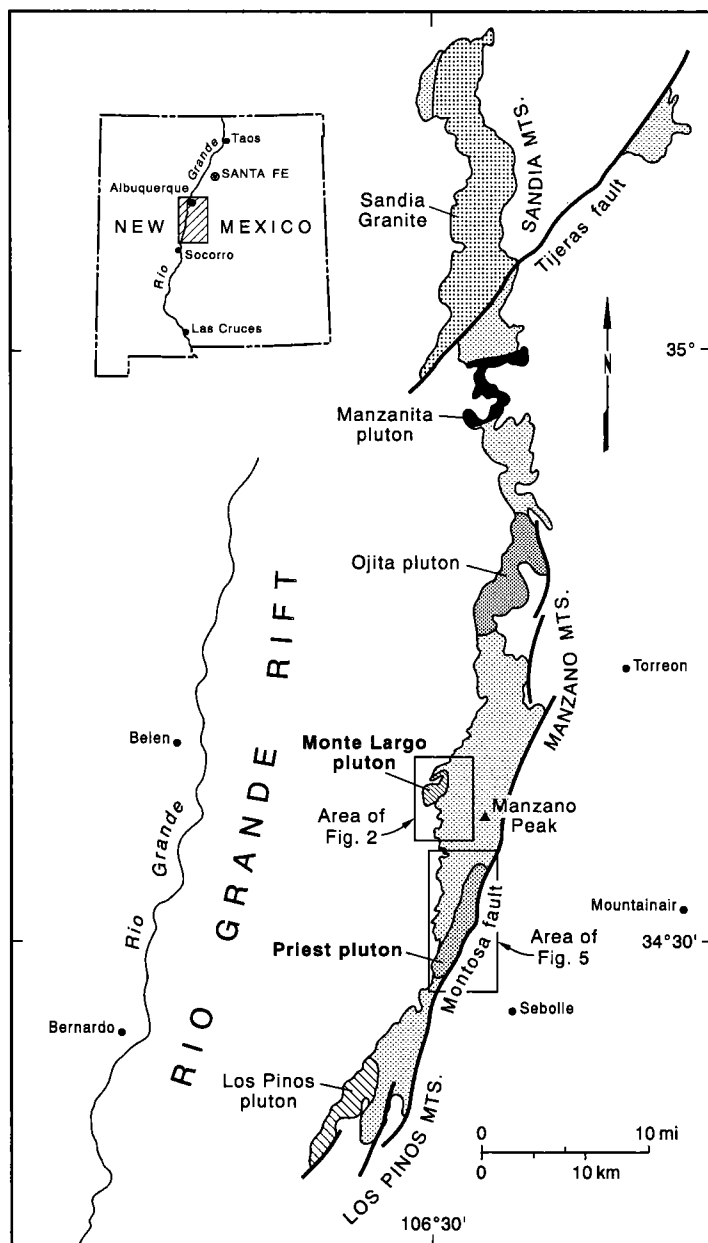 Taos
Grande
SANTA FE
Albuquerque
NEW MEXICO
Socorro
Rio
Las Cruces
SANDIA MTS.
Sandia
Granite
Tijeras fault
35°
N
Manzanita
pluton
Ojita pluton
MANZANO MTS.
Torreon
RIO GRANDE RIFT
Belen
Rio Grande
Monte Largo
pluton
Area of
Fig. 2
Manzano
Peak
Mountainair
34°30'
Priest pluton
Montosa fault
Area of
Fig. 5
Sebolle
Bernardo
Los Pinos
pluton
LOS PINOS MTS.
0 10 mi
0 10 km
106°30'